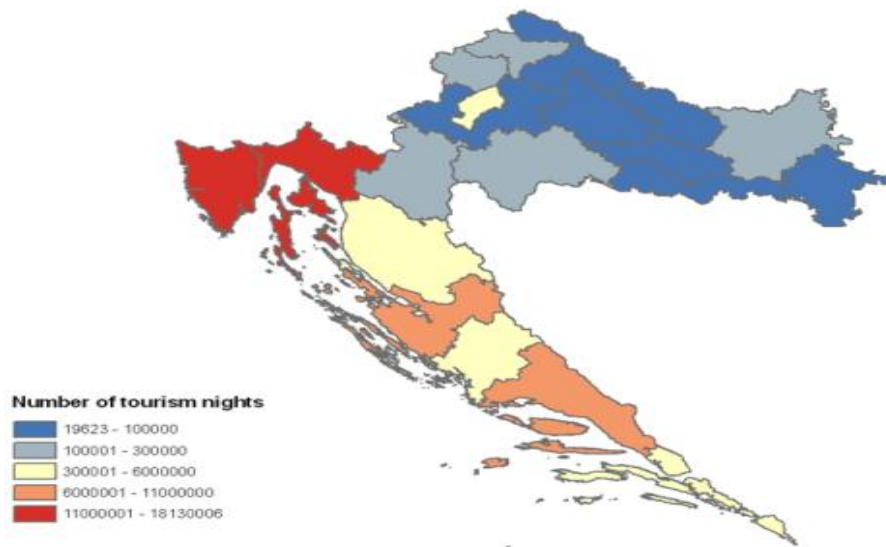 Number of tourism nights
19623 - 100000
100001 - 300000
300001 - 6000000
6000001 - 11000000
11000001 - 18130006